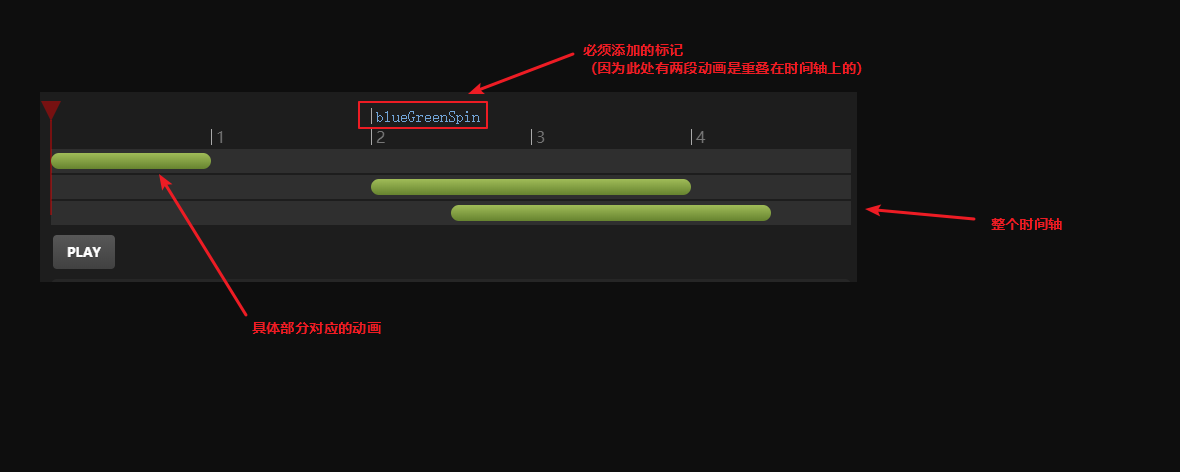 必须添加的标记
（因为此处有两段动画是重叠在时间轴上的）
|blueGreenSpin
1
2
3
4
整个时间轴
PLAY
具体部分对应的动画